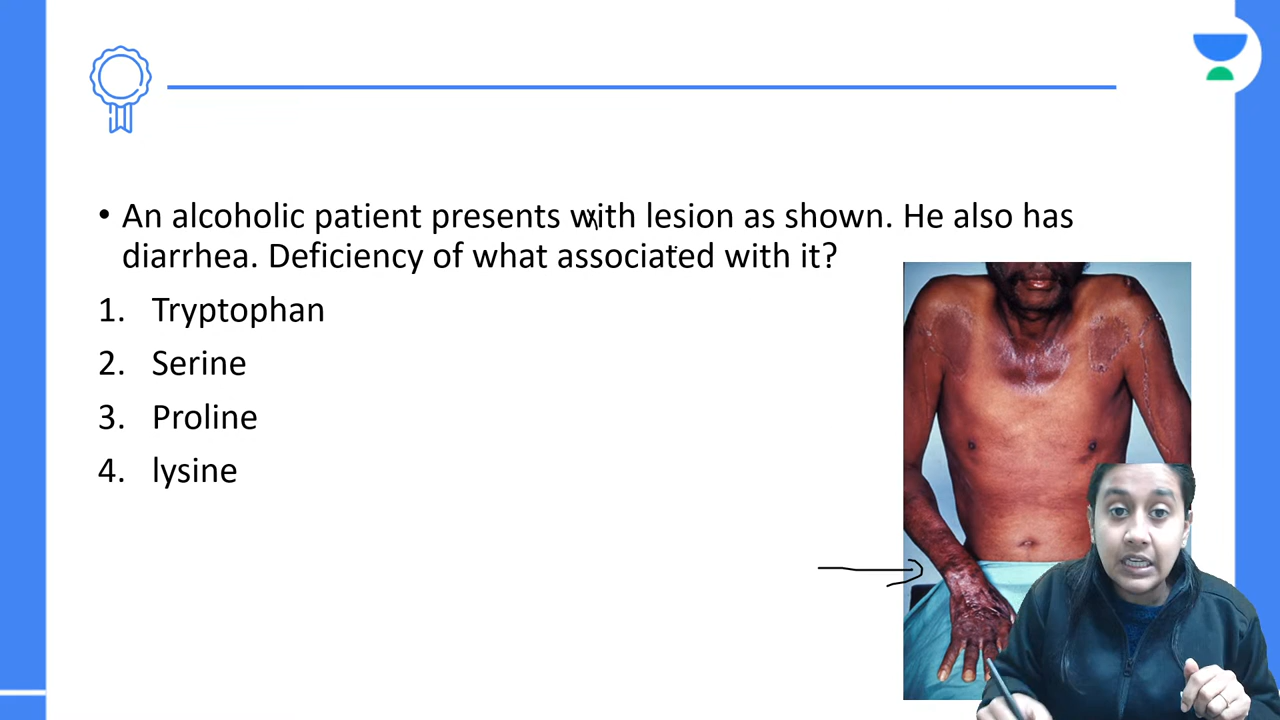 • An alcoholic patient presents with lesion as shown. He also has
diarrhea. Deficiency of what associated with it?
1. Tryptophan
2. Serine
3. Proline
4. lysine